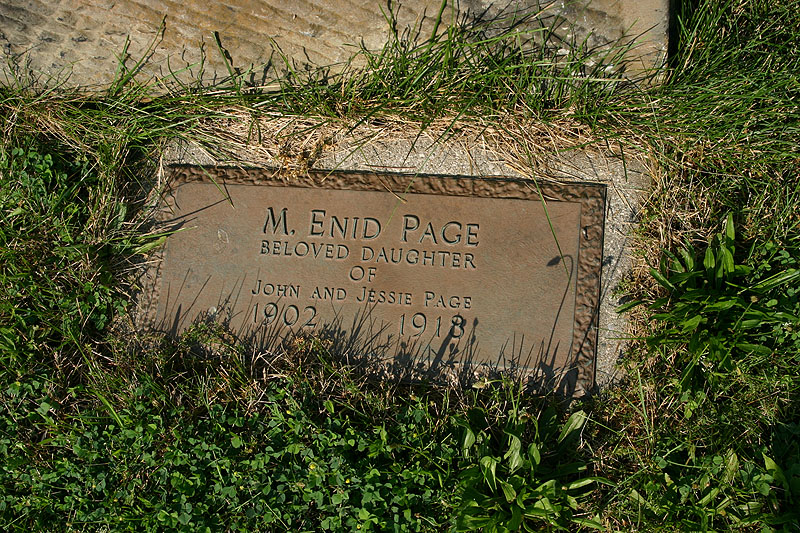 M. ENID PAGE
BELOVED DAUGHTER
OF
JOHN AND JESSIE PAGE
1902 1918